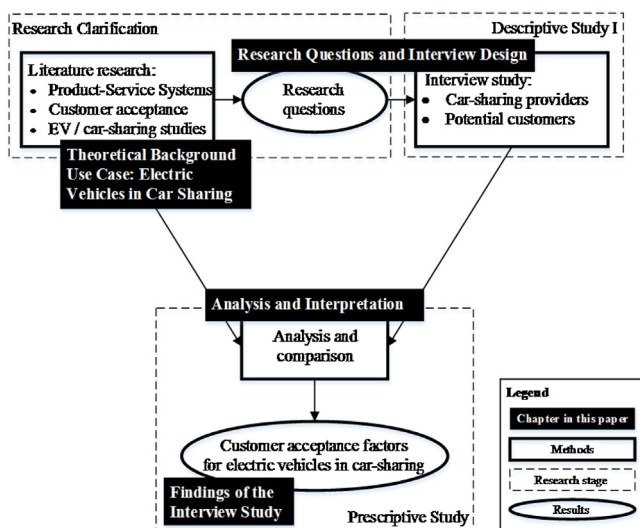 Research Clarification
Descriptive Study I
Research Questions and Interview Design
Literature research:
• Product-Service Systems
• Customer acceptance
• EV / car-sharing studies
Research
questions
Interview study:
• Car-sharing providers
• Potential customers
Theoretical Background
Use Case: Electric
Vehicles in Car Sharing
Analysis and Interpretation
Analysis and
comparison
Customer acceptance factors
for electric vehicles in car-sharing
Findings of the
Interview Study
Prescriptive Study
Legend
Chapter in this paper
Methods
Research stage
Results